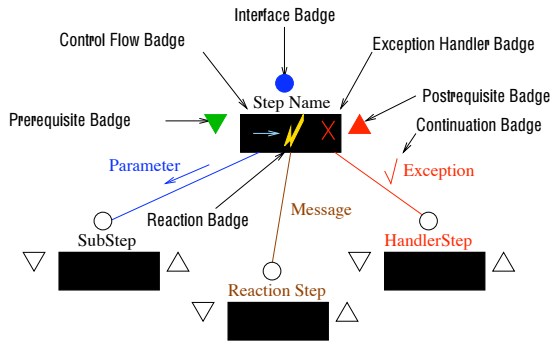 Interface Badge
Control Flow Badge
Exception Handler Badge
Step Name
Postrequisite Badge
Prerequisite Badge
Continuation Badge
Parameter
Exception
Reaction Badge
Message
SubStep
HandlerStep
Reaction Step